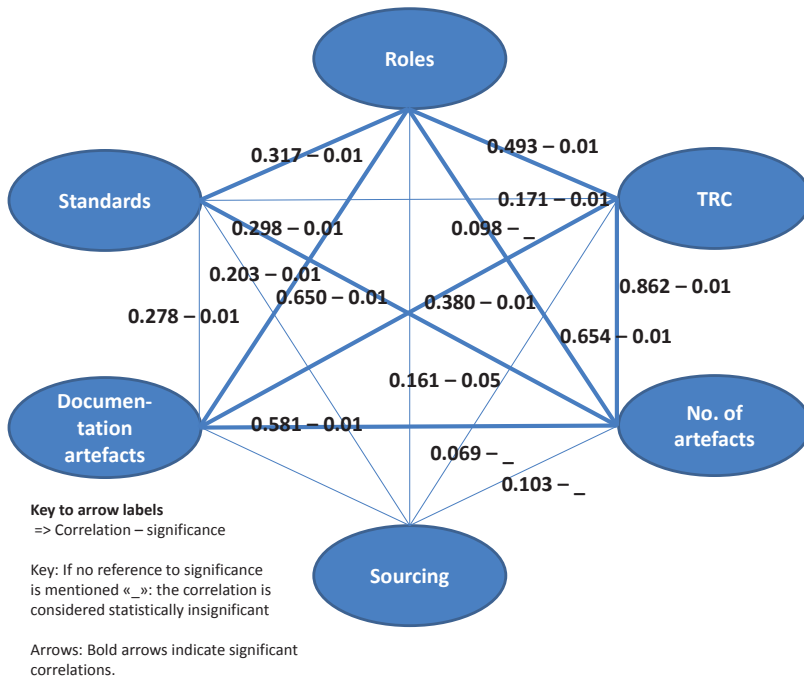 Roles
0.317 – 0.01
0.493 – 0.01
Standards
0.171 – 0.01
TRC
0.298 – 0.01
0.098 – _
0.203 – 0.01
0.862 – 0.01
0.650 – 0.01
0.380 – 0.01
0.278 – 0.01
0.654 – 0.01
0.161 – 0.05
Documen-
tation
artefacts
No. of
artefacts
0.581 – 0.01
0.069 – _
0.103 – _
Sourcing
Key to arrow labels
=> Correlation – significance
Key: If no reference to significance
is mentioned «_»: the correlation is
considered statistically insignificant
Arrows: Bold arrows indicate significant
correlations.